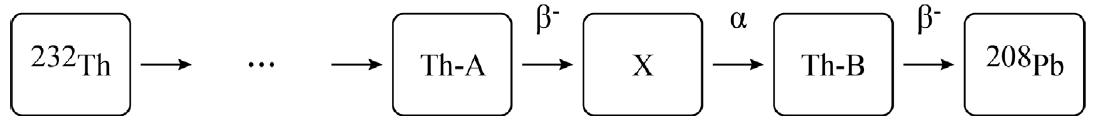 β⁻ α β⁻
²³²Th → ... → Th-A → X → Th-B → ²⁰⁸Pb